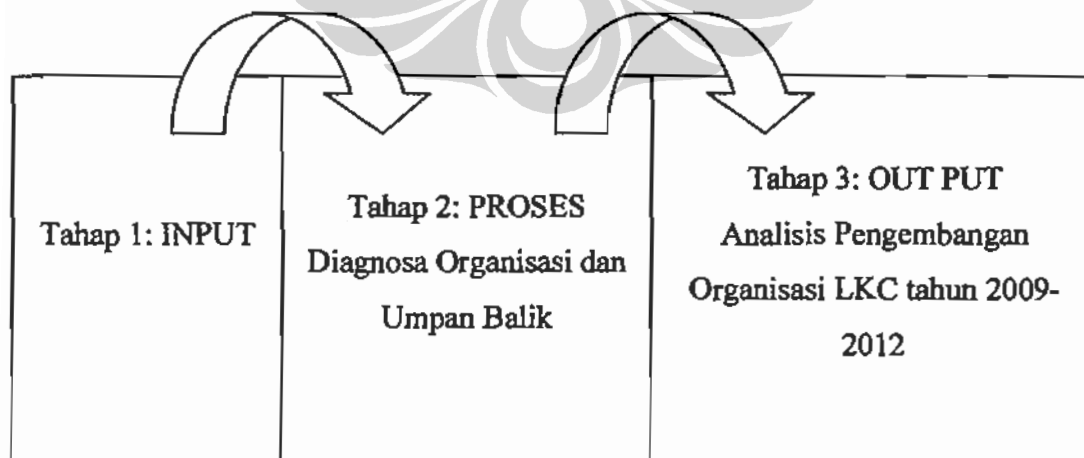 Tahap 1: INPUT
Tahap 2: PROSES
Diagnosa Organisasi dan
Umpan Balik
Tahap 3: OUT PUT
Analisis Pengembangan
Organisasi LKC tahun 2009-
2012